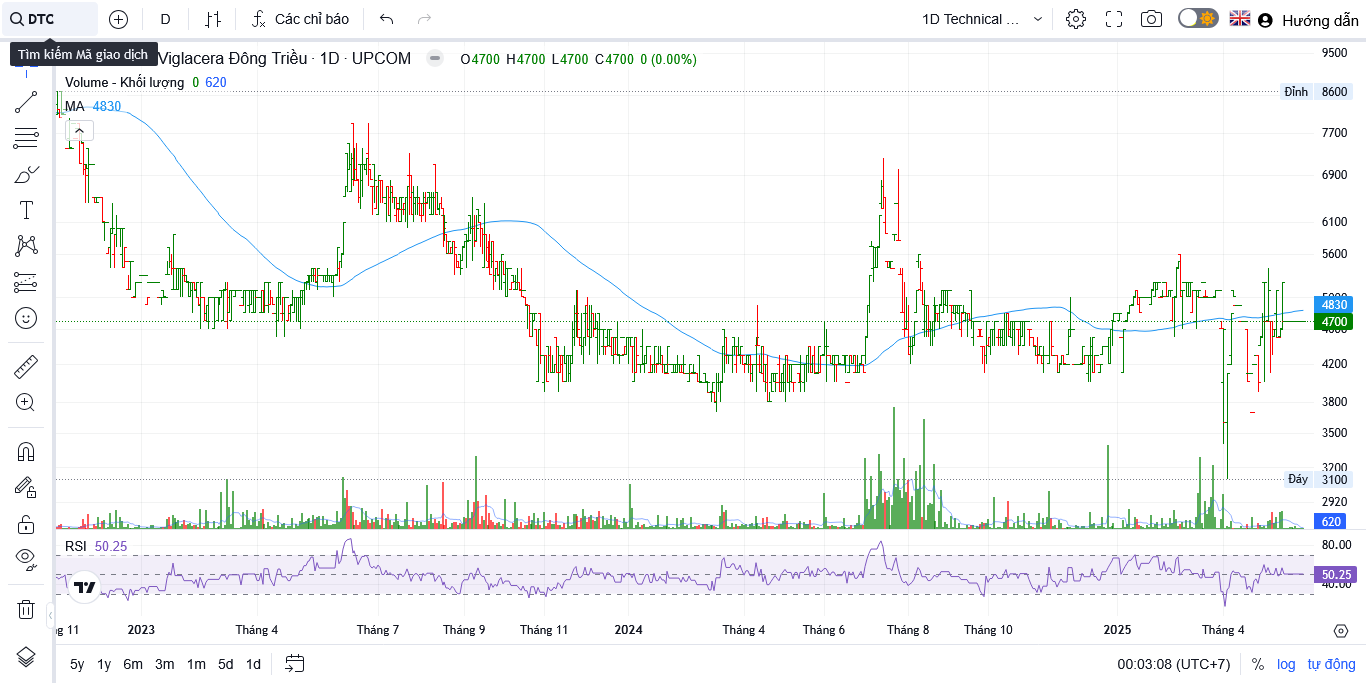 DTC
D
Các chỉ báo
1D Technical ...
Hướng dẫn
Tìm kiếm Mã giao dịch
Viglacera Đông Triều · 1D · UPCOM
O4700 H4700 L4700 C4700 0 (0.00%)
Volume - Khối lượng 0 620
MA 4830
9500
Đỉnh 8600
7700
6900
6100
5600
5000
4830
4700
4600
4200
3800
3500
3200
Đáy 3100
2920
620
RSI 50.25
80.00
50.25
40.00
ng 11 2023 Tháng 4 Tháng 7 Tháng 9 Tháng 11 2024 Tháng 4 Tháng 6 Tháng 8 Tháng 10 2025 Tháng 4
5y 1y 6m 3m 1m 5d 1d
00:03:08 (UTC+7) % log tự động